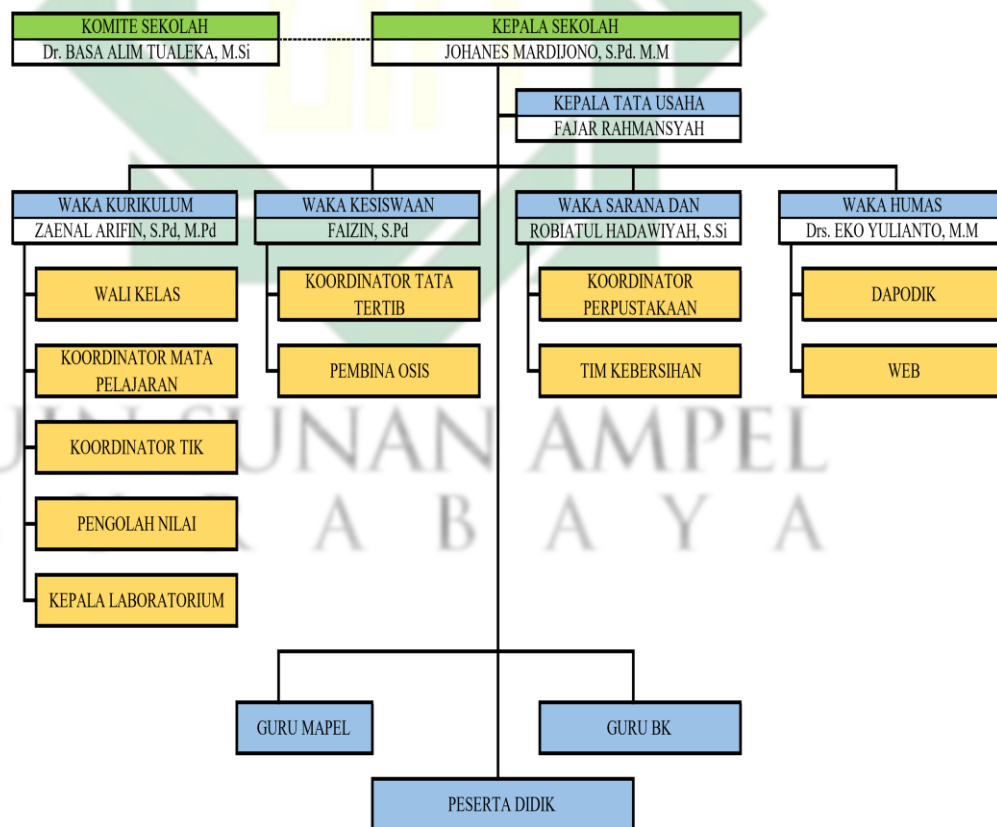 KOMITE SEKOLAH
Dr. BASA ALIM TUALEKA, M.Si
KEPALA SEKOLAH
JOHANES MARDIJONO, S.Pd. M.M
KEPALA TATA USAHA
FAJAR RAHMANSYAH
WAKA KURIKULUM
ZAENAL ARIFIN, S.Pd, M.Pd
WAKA KESISWAAN
FAIZIN, S.Pd
WAKA SARANA DAN
ROBIATUL HADAWIYAH, S.Si
WAKA HUMAS
Drs. EKO YULIANTO, M.M
WALI KELAS
KOORDINATOR MATA
PELAJARAN
KOORDINATOR TIK
PENGOLAH NILAI
KEPALA LABORATORIUM
KOORDINATOR TATA
TERTIB
PEMBINA OSIS
KOORDINATOR
PERPUSTAKAAN
TIM KEBERSIHAN
DAPODIK
WEB
UIN SUNAN AMPEL
S U R A B A Y A
GURU MAPEL
GURU BK
PESERTA DIDIK